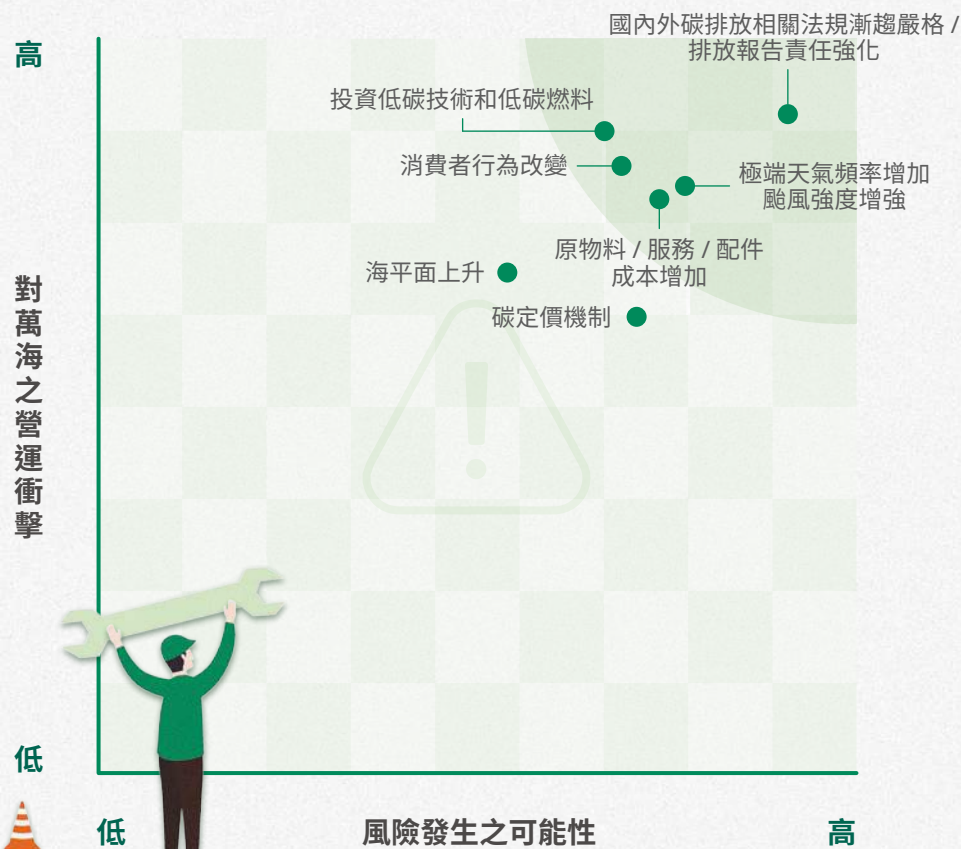 國內外碳排放相關法規漸趨嚴格 /
排放報告責任強化
高
投資低碳技術和低碳燃料
消費者行為改變
極端天氣頻率增加
颱風強度增強
原物料 / 服務 / 配件
成本增加
海平面上升
碳定價機制
對萬海之營運衝擊
低
低
風險發生之可能性
高